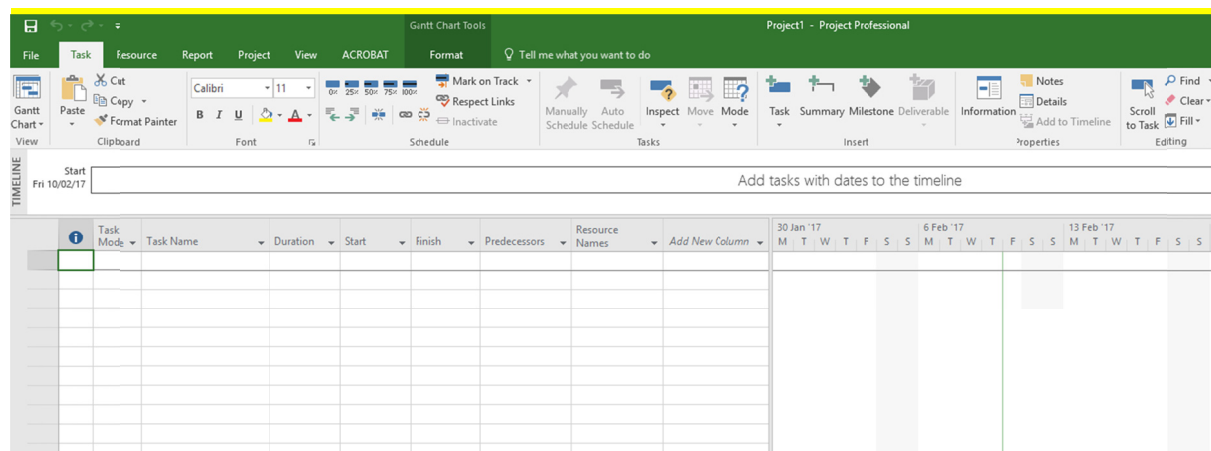 Gantt Chart Tools
Project1 - Project Professional
File Task Resource Report Project View ACROBAT Format Tell me what you want to do
Gantt Chart
Paste
Cut
Copy
Format Painter
Calibri 11
B I U A
0% 25% 50% 75% 100%
Mark on Track
Respect Links
Inactivate
Manually Schedule
Auto Schedule
Inspect
Move
Mode
Task
Summary
Milestone
Deliverable
Information
Notes
Details
Add to Timeline
Scroll to Task
Find
Clear
Fill
View Clipboard Font Schedule Tasks Insert Properties Editing
TIMELINE
Start
Fri 10/02/17
Add tasks with dates to the timeline
Task Mode
Task Name
Duration
Start
Finish
Predecessors
Resource Names
Add New Column
30 Jan '17 6 Feb '17 13 Feb '17
M T W T F S S M T W T F S S M T W T F S S